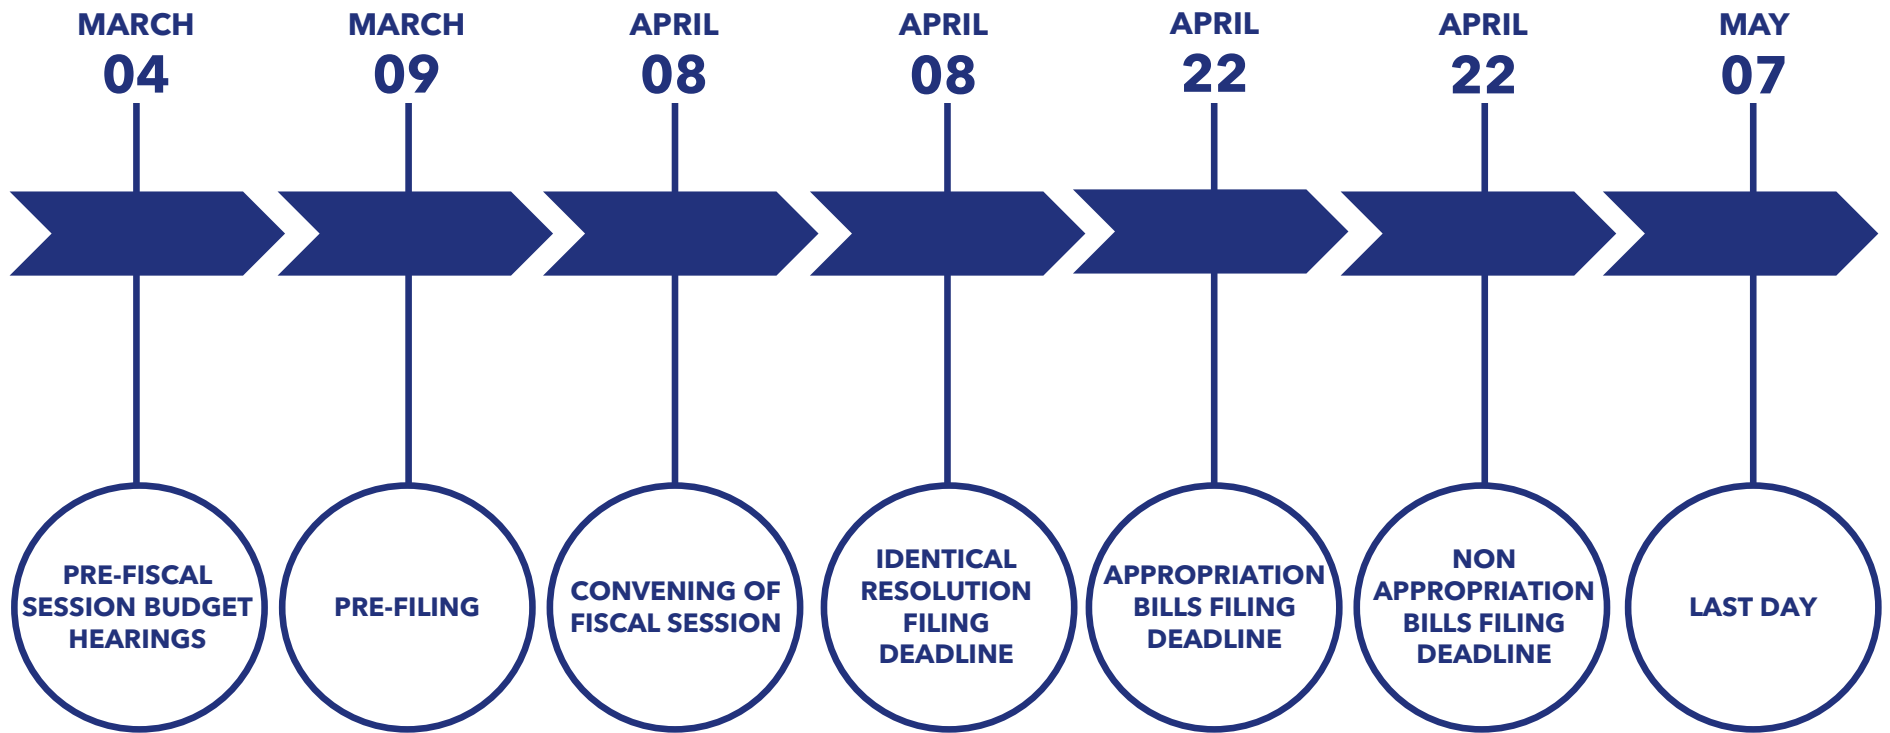 MARCH
04
MARCH
09
APRIL
08
APRIL
08
APRIL
22
APRIL
22
MAY
07
PRE-FISCAL
SESSION BUDGET
HEARINGS
PRE-FILING
CONVENING OF
FISCAL SESSION
IDENTICAL
RESOLUTION
FILING
DEADLINE
APPROPRIATION
BILLS FILING
DEADLINE
NON
APPROPRIATION
BILLS FILING
DEADLINE
LAST DAY